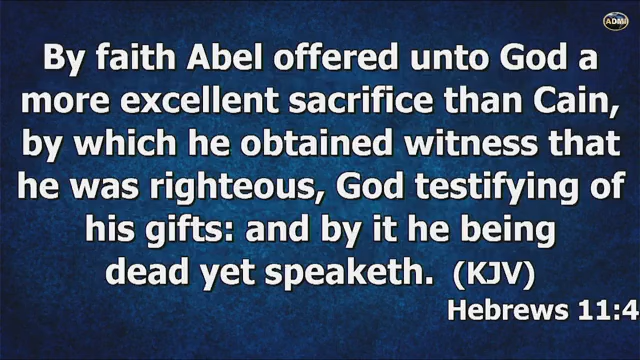 ADMI
By faith Abel offered unto God a
more excellent sacrifice than Cain,
by which he obtained witness that
he was righteous, God testifying of
his gifts: and by it he being
dead yet speaketh. (KJV)
Hebrews 11:4